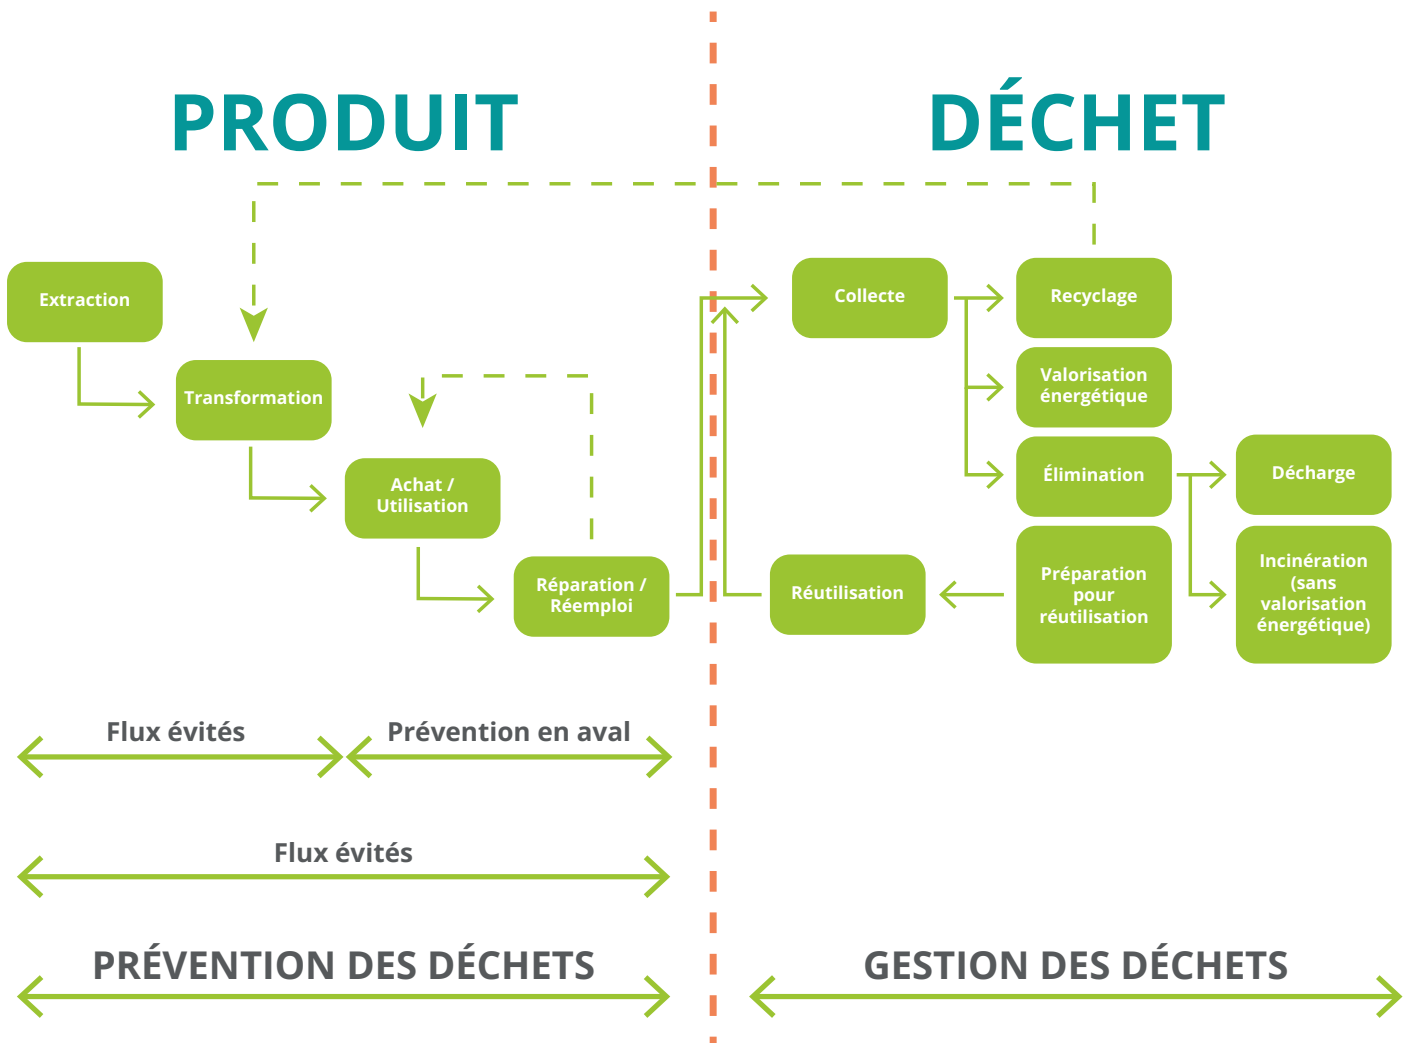 PRODUIT
DÉCHET
Extraction
Transformation
Achat /
Utilisation
Réparation /
Réemploi
Collecte
Recyclage
Valorisation
énergétique
Élimination
Décharge
Préparation
pour
réutilisation
Incinération
(sans
valorisation
énergétique)
Réutilisation
Flux évités
Prévention en aval
Flux évités
PRÉVENTION DES DÉCHETS
GESTION DES DÉCHETS